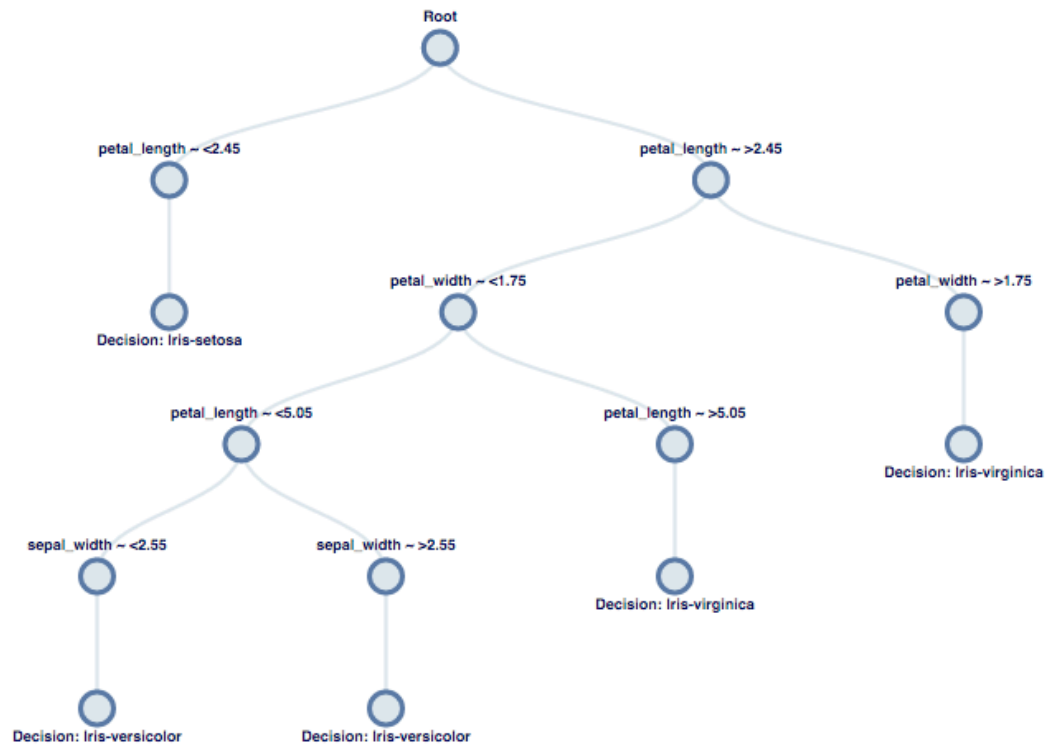 Root
petal_length ~ <2.45
petal_length ~ >2.45
petal_width ~ <1.75
petal_width ~ >1.75
Decision: Iris-setosa
petal_length ~ <5.05
petal_length ~ >5.05
Decision: Iris-virginica
sepal_width ~ <2.55
sepal_width ~ >2.55
Decision: Iris-virginica
Decision: Iris-versicolor
Decision: Iris-versicolor